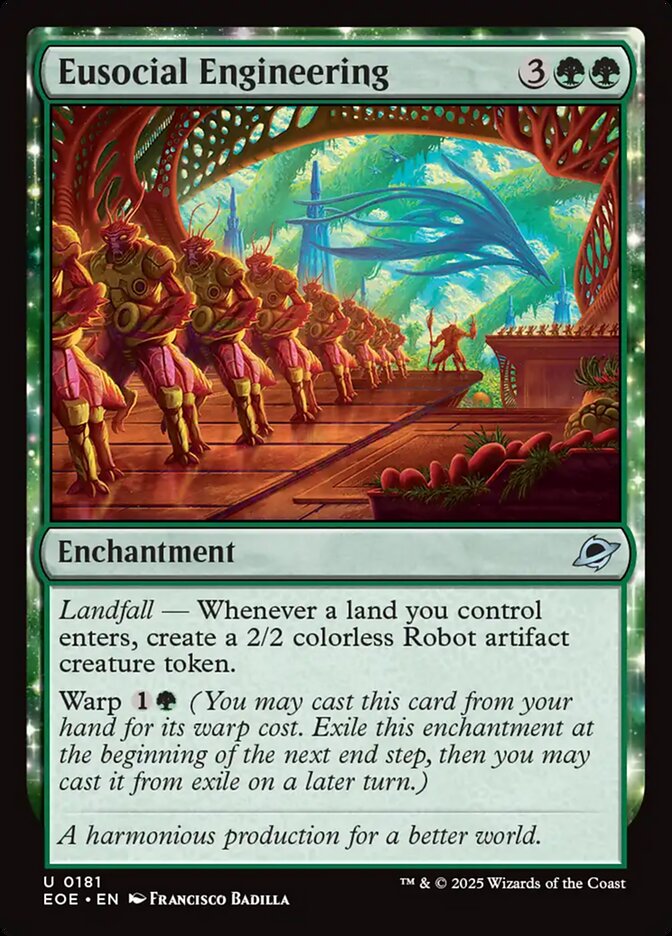 Eusocial Engineering 3
Enchantment
Landfall — Whenever a land you control
enters, create a 2/2 colorless Robot artifact
creature token.
Warp 1 (You may cast this card from your
hand for its warp cost. Exile this enchantment at
the beginning of the next end step, then you may
cast it from exile on a later turn.)
A harmonious production for a better world.
U 0181
EOE • EN Francisco Badilla
™ & © 2025 Wizards of the Coast